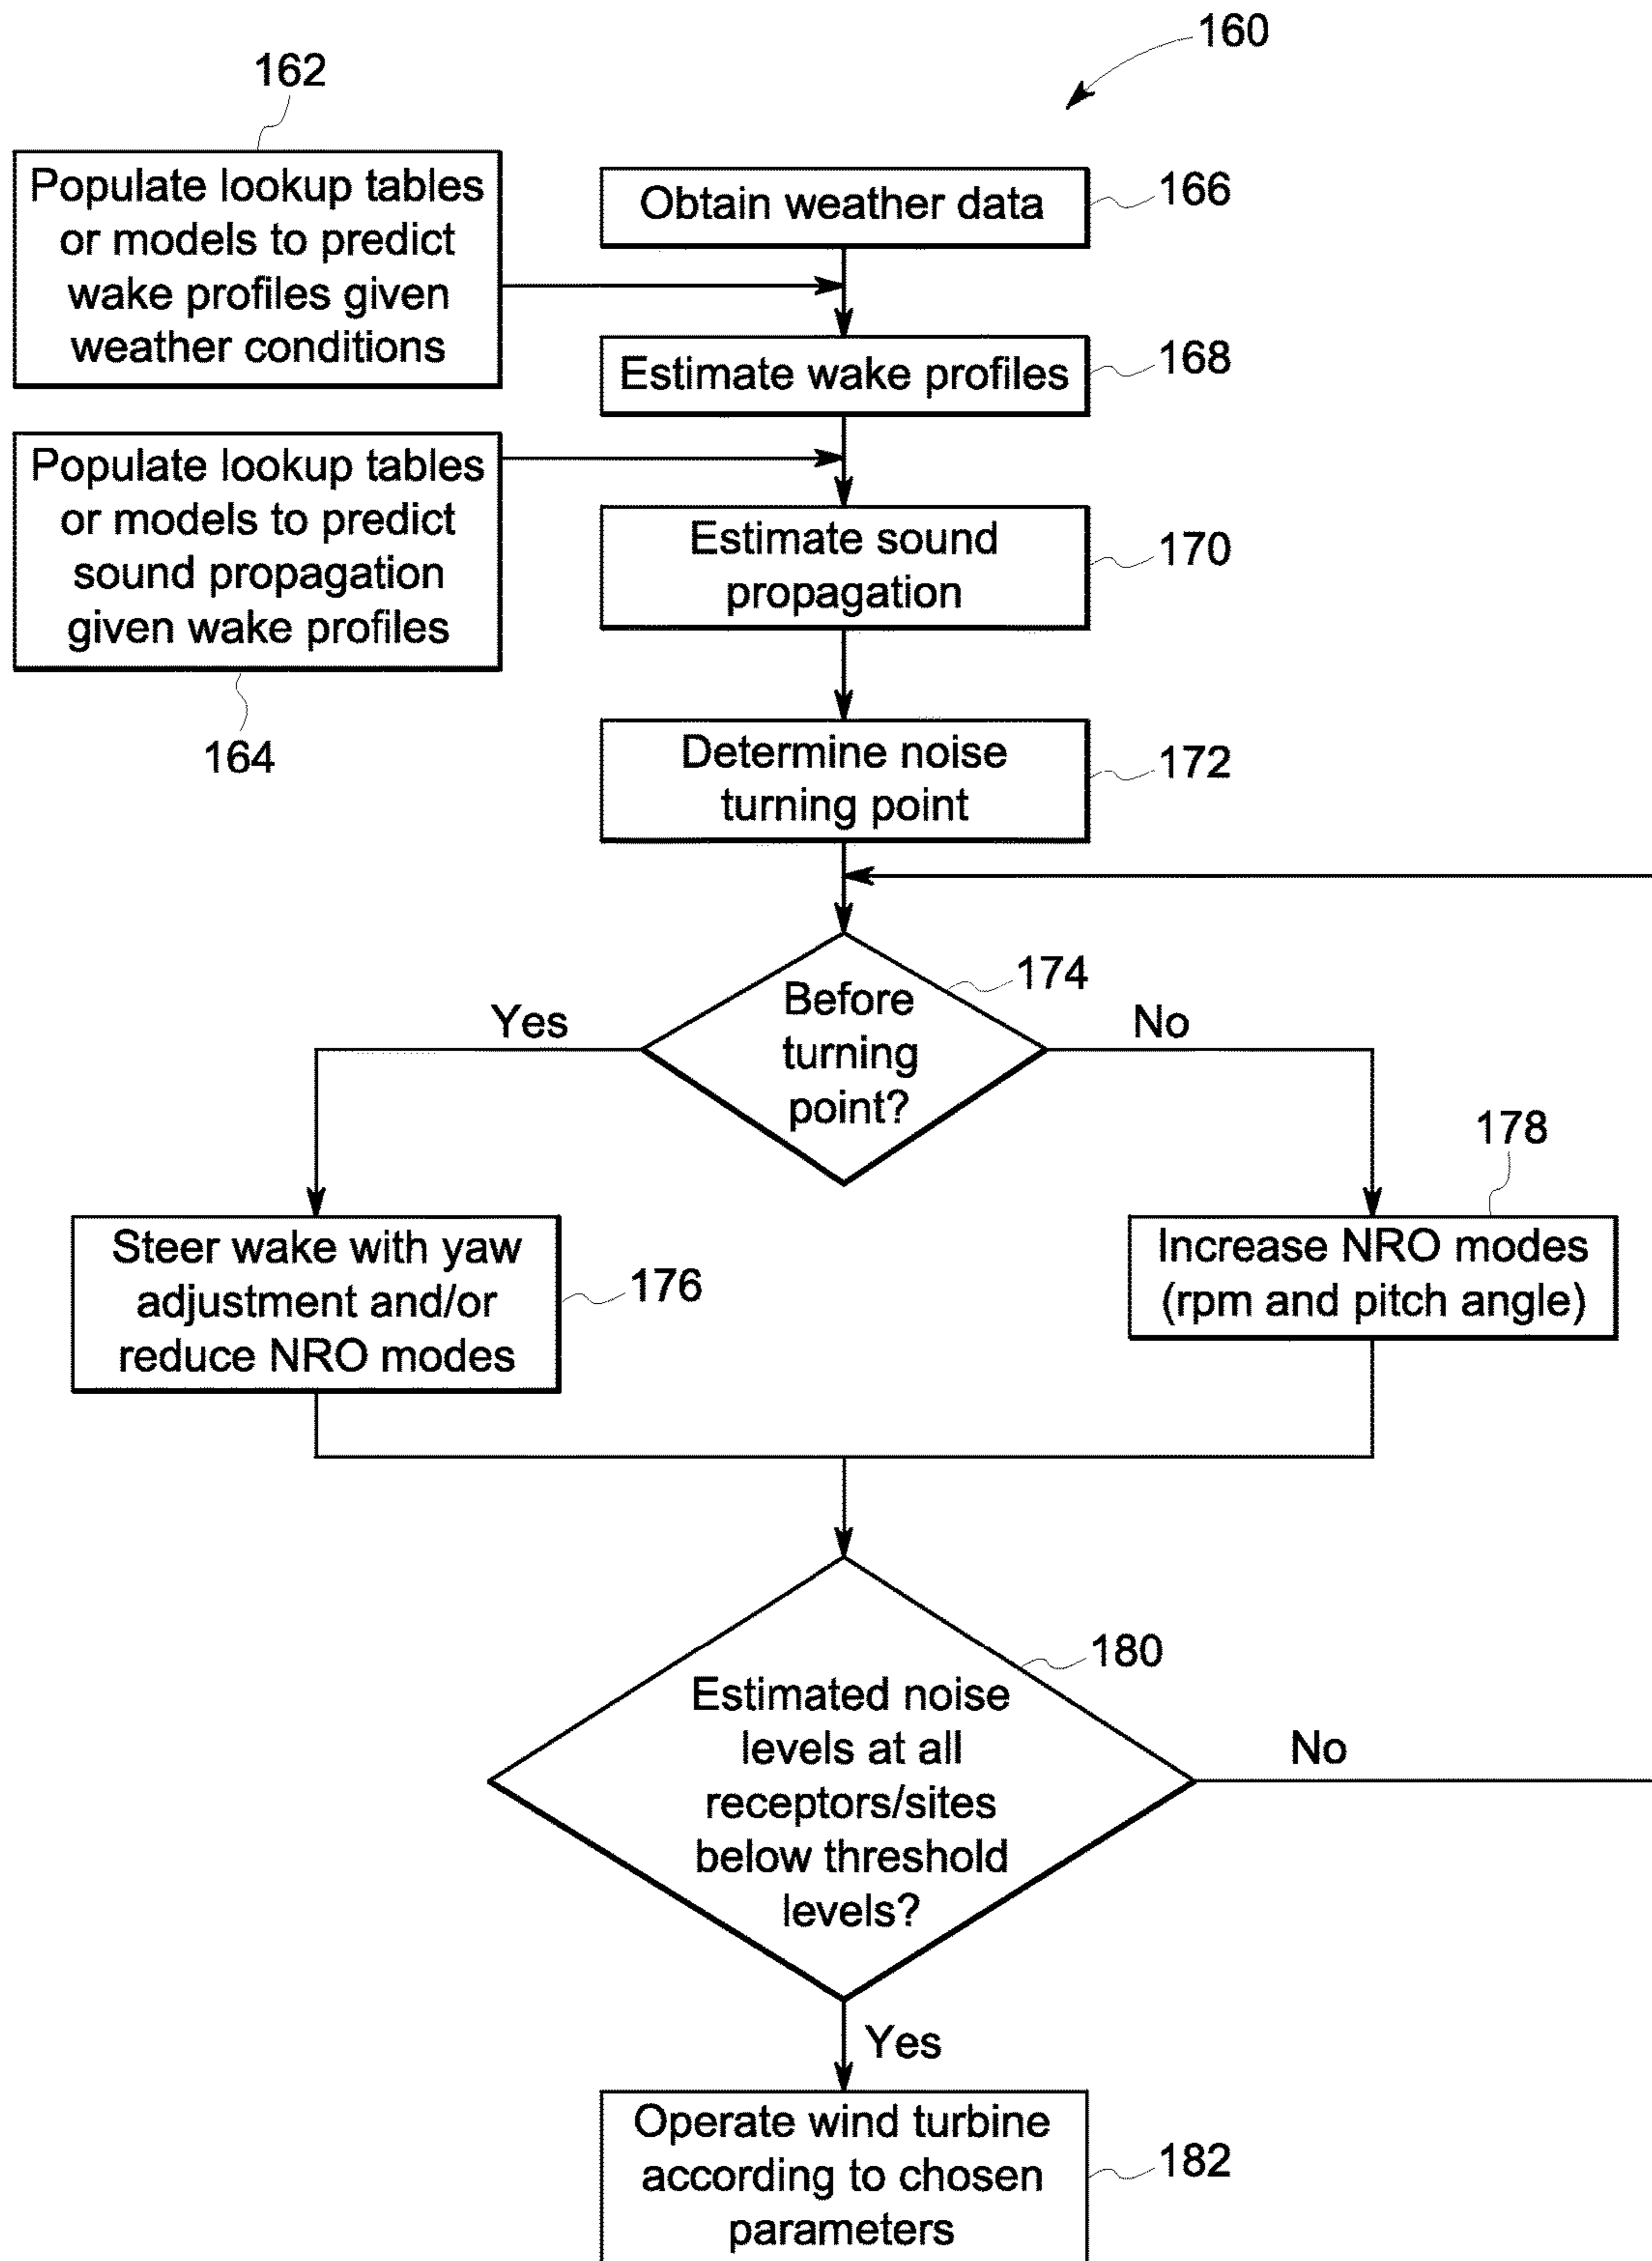 160
162
Populate lookup tables
or models to predict
wake profiles given
weather conditions
Obtain weather data
166
Estimate wake profiles
168
Populate lookup tables
or models to predict
sound propagation
given wake profiles
164
Estimate sound
propagation
170
Determine noise
turning point
172
Before
turning
point?
174
Yes
No
Steer wake with yaw
adjustment and/or
reduce NRO modes
176
178
Increase NRO modes
(rpm and pitch angle)
Estimated noise
levels at all
receptors/sites
below threshold
levels?
180
No
Yes
Operate wind turbine
according to chosen
parameters
182